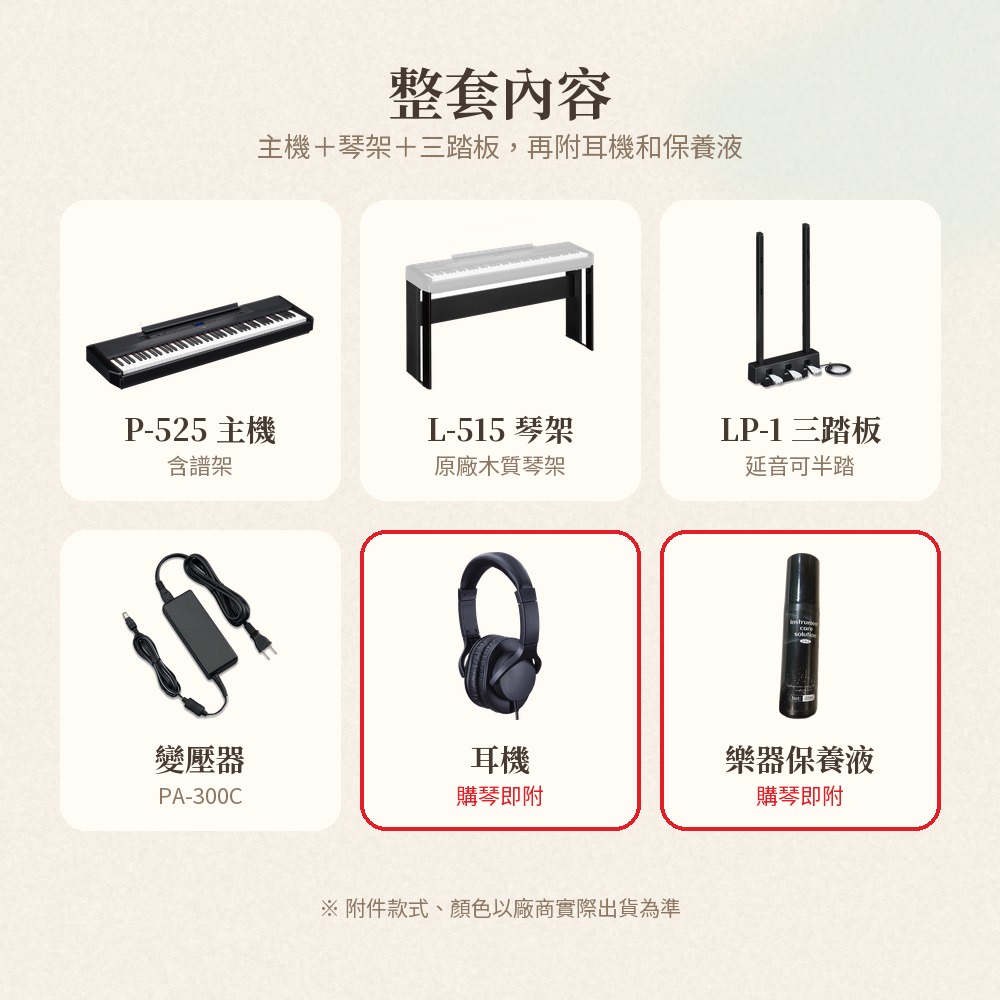 整套內容
主機＋琴架＋三踏板，再附耳機和保養液
P-525 主機
含譜架
L-515 琴架
原廠木質琴架
LP-1 三踏板
延音可半踏
變壓器
PA-300C
instrument
care
solution
耳機
購琴即附
樂器保養液
購琴即附
※ 附件款式、顏色以廠商實際出貨為準